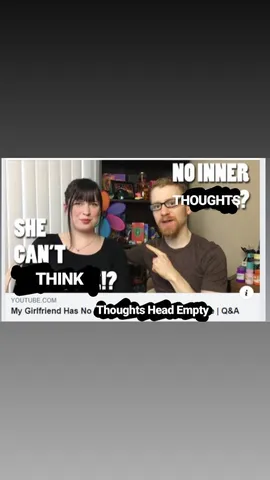 NO INNER
THOUGHTS?
SHE
CAN'T
THINK !?
YOUTUBE.COM
My Girlfriend Has No Thoughts Head Empty | Q&A